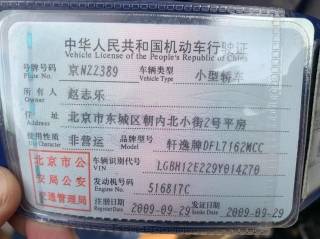 中华人民共和国机动车行驶证
Vehicle License of the People's Republic of China
号牌号码 京NZZ389 车辆类型 小型轿车
Plate No. Vehicle Type
所有人 赵志乐
Owner
住址 北京市东城区朝内北小街2号平房
Address
使用性质 非营运 品牌型号 轩逸牌DFL7162MCC
Use Character Model
北京市公安局公安交通管理局
车辆识别代号 LGBH12E229Y014270
VIN
发动机号码 516817C
Engine No.
注册日期 2009-09-29 发证日期 2009-09-29
Register Date Issue Date